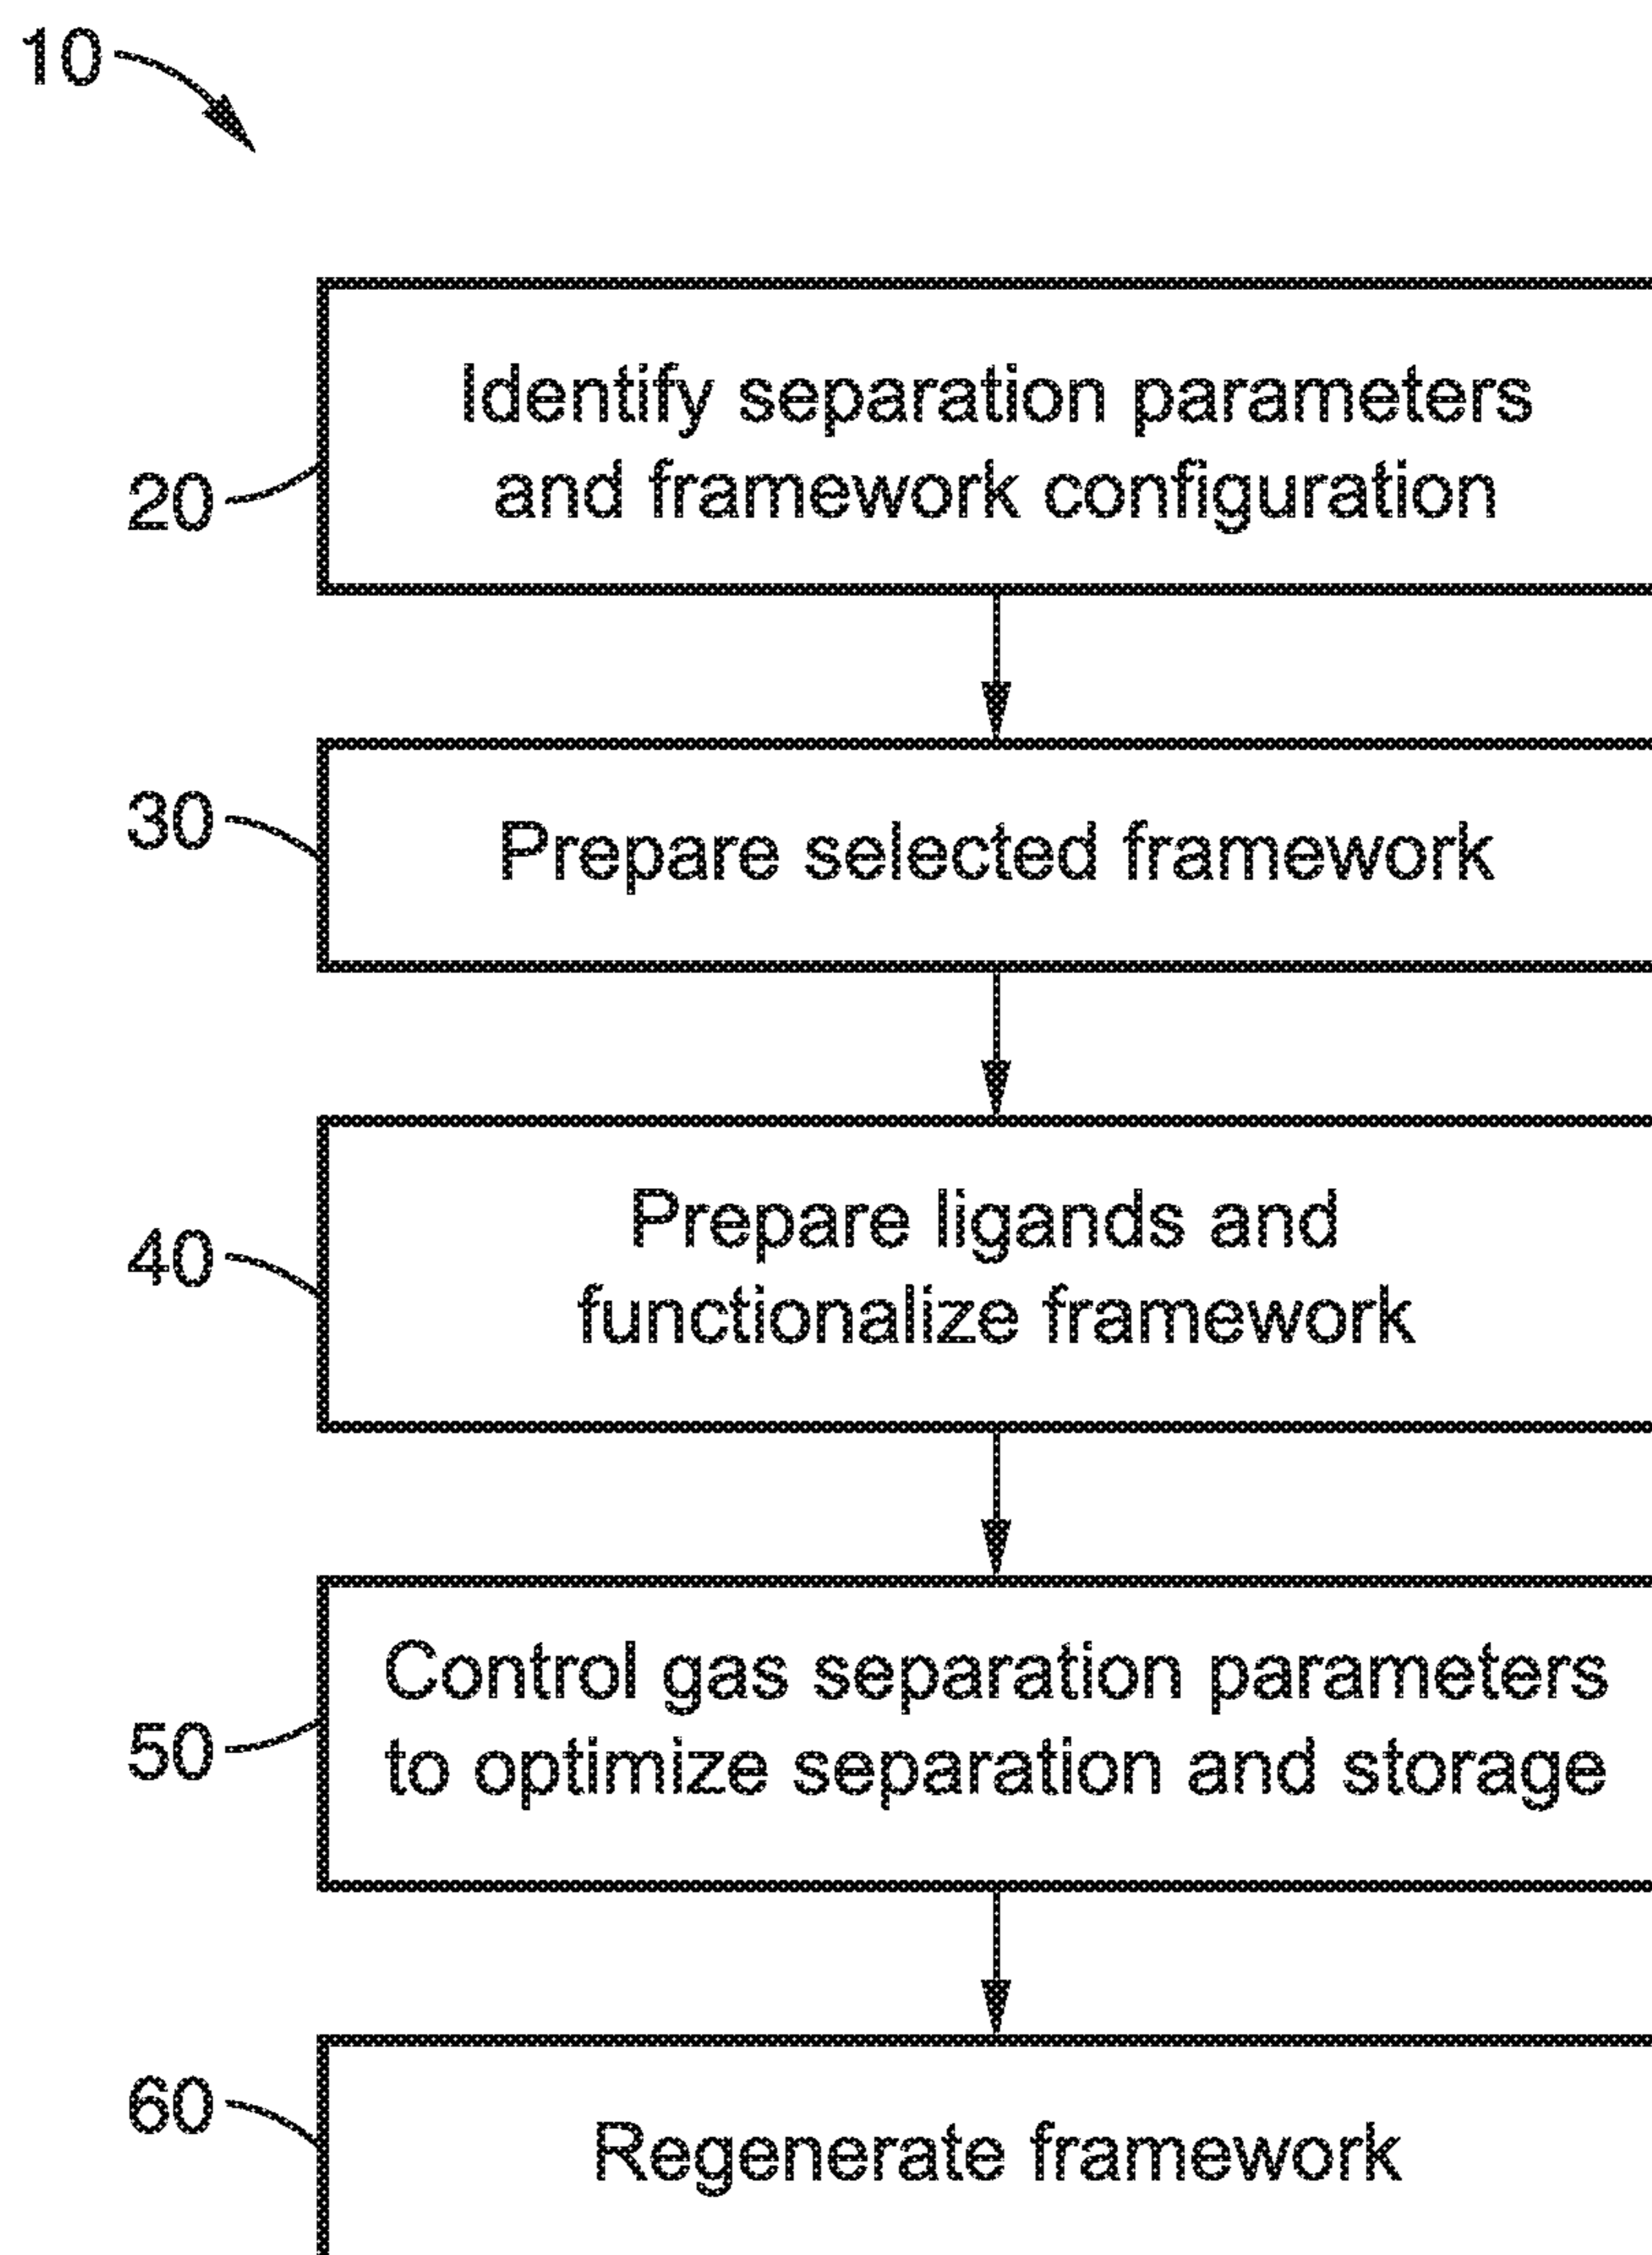 10
Identify separation parameters
and framework configuration
20
30
Prepare selected framework
Prepare ligands and
40
functionalize framework
Control gas separation parameters
50
to optimize separation and storage
60
Regenerate framework